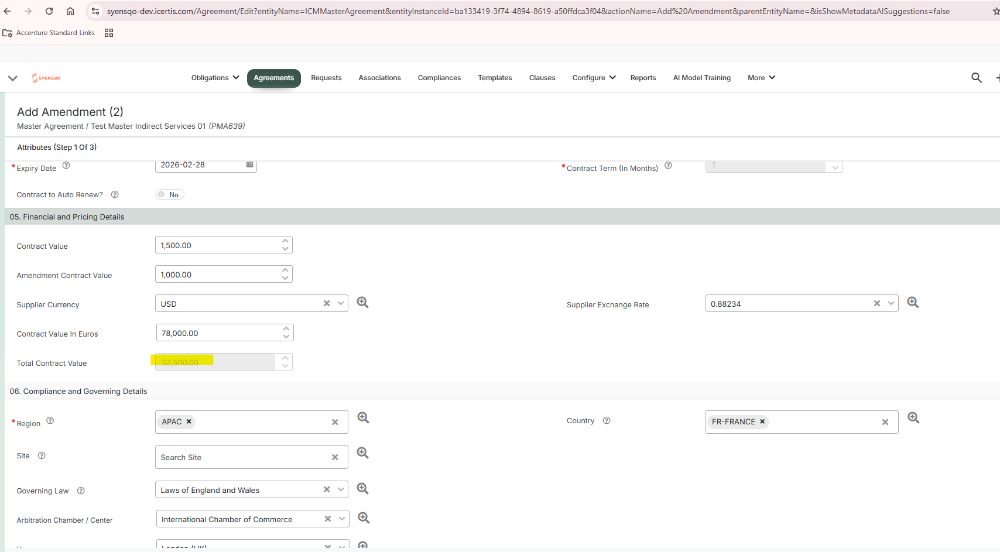 syensqo-dev.icertis.com/Agreement/Edit?entityName=ICMMasterAgreement&entityInstanceId=ba133419-3f74-4894-8619-a50ffdca3f04&actionName=Add%20Amendment&parentEntityName=&isShowMetadataAISuggestions=false
Accenture Standard Links
SYENSQO Obligations Agreements Requests Associations Compliances Templates Clauses Configure Reports AI Model Training More
Add Amendment (2)
Master Agreement / Test Master Indirect Services 01 (PMA639)
Attributes (Step 1 Of 3)
* Expiry Date 2026-02-28 * Contract Term (In Months) 1
Contract to Auto Renew? No
05. Financial and Pricing Details
Contract Value 1,500.00
Amendment Contract Value 1,000.00
Supplier Currency USD Supplier Exchange Rate 0.88234
Contract Value In Euros 78,000.00
Total Contract Value 52,500.00
06. Compliance and Governing Details
* Region APAC Country FR-FRANCE
Site Search Site
Governing Law Laws of England and Wales
Arbitration Chamber / Center International Chamber of Commerce
London (UK)